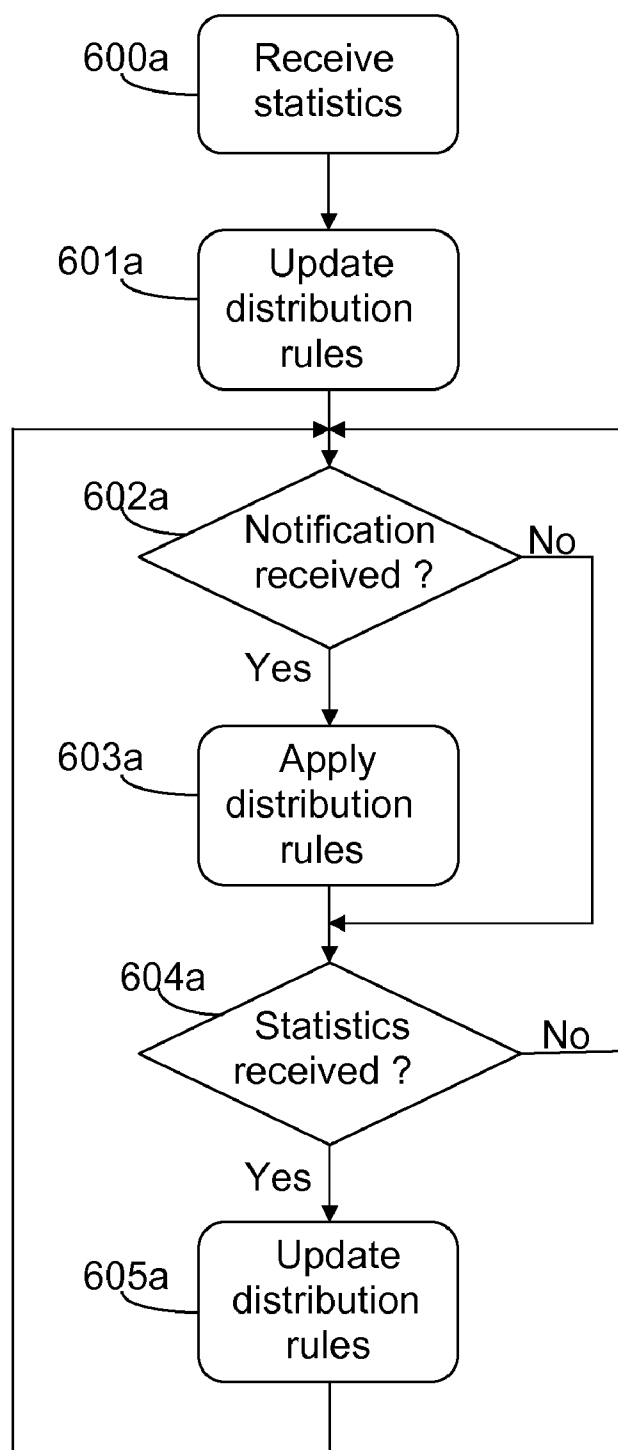 600a
Receive
statistics
601a
Update
distribution
rules
602a
Notification
received ?
No
Yes
603a
Apply
distribution
rules
604a
Statistics
received ?
No
Yes
605a
Update
distribution
rules